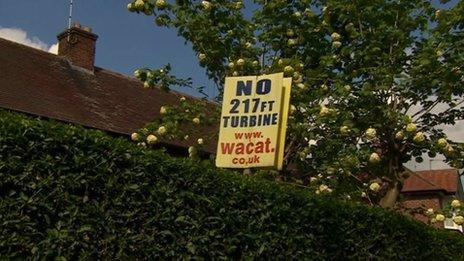 NO
217FT
TURBINE
www.
wacat.
co,uk